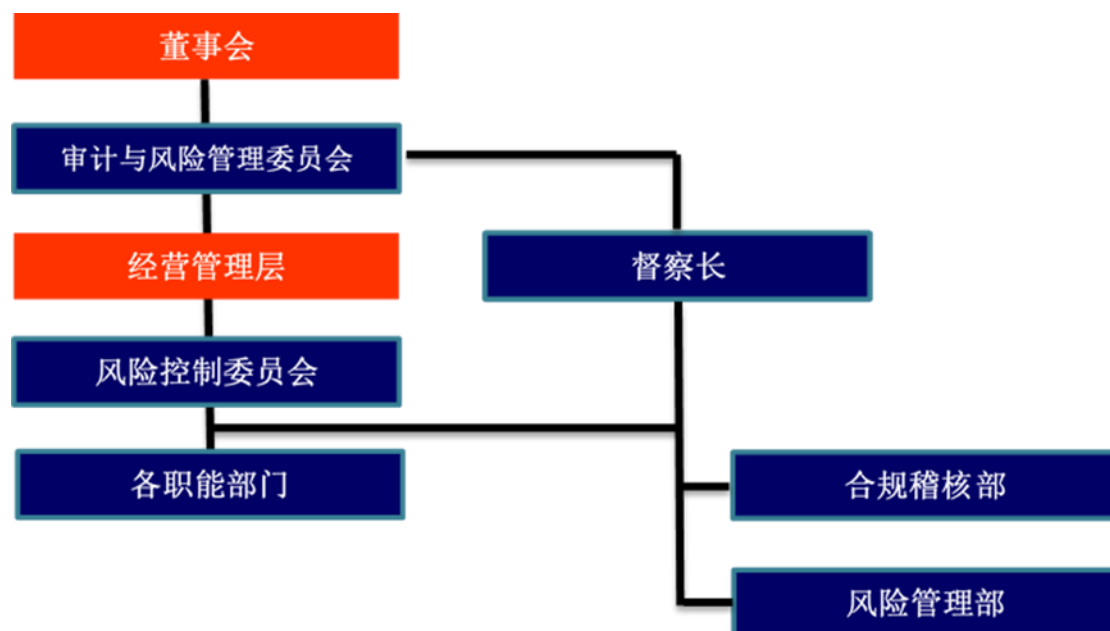 董事会
审计与风险管理委员会
经营管理层
督察长
风险控制委员会
各职能部门
合规稽核部
风险管理部